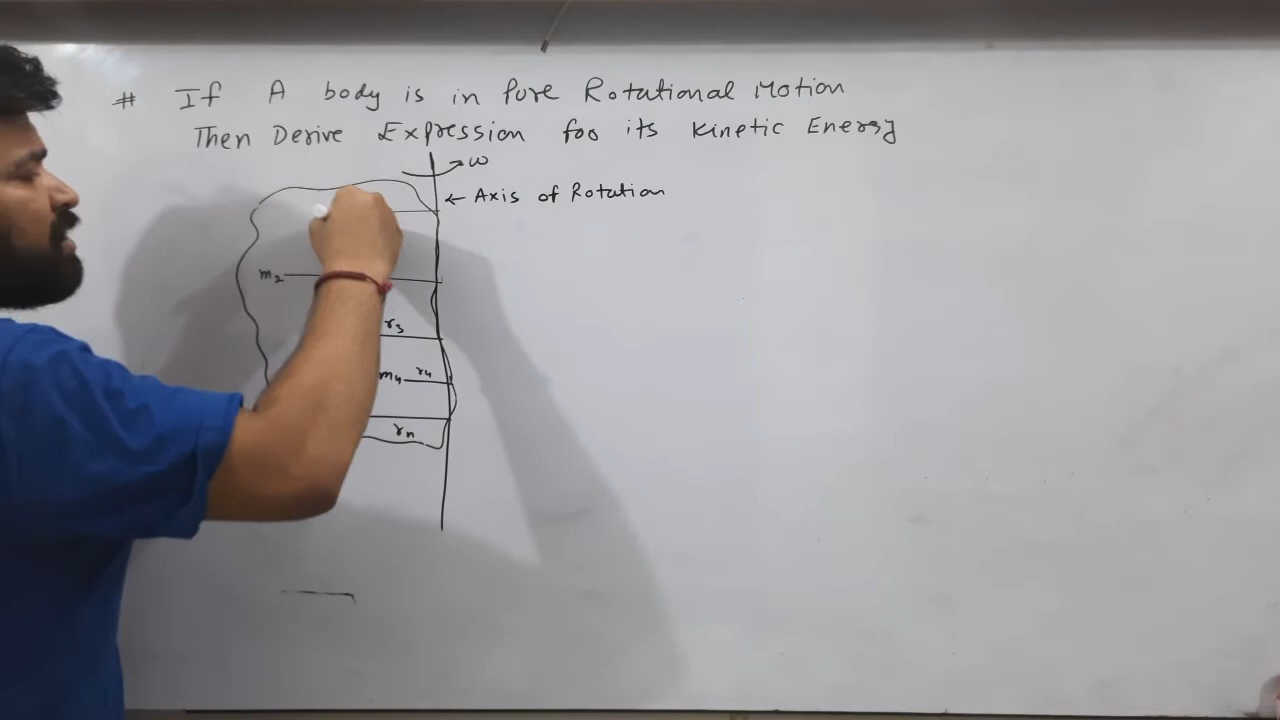 # If A body is in Pure Rotational Motion
Then Derive Expression foo its Kinetic Energy
ω
← Axis of Rotation
m₂
r₃
m₄ r₄
rₙ